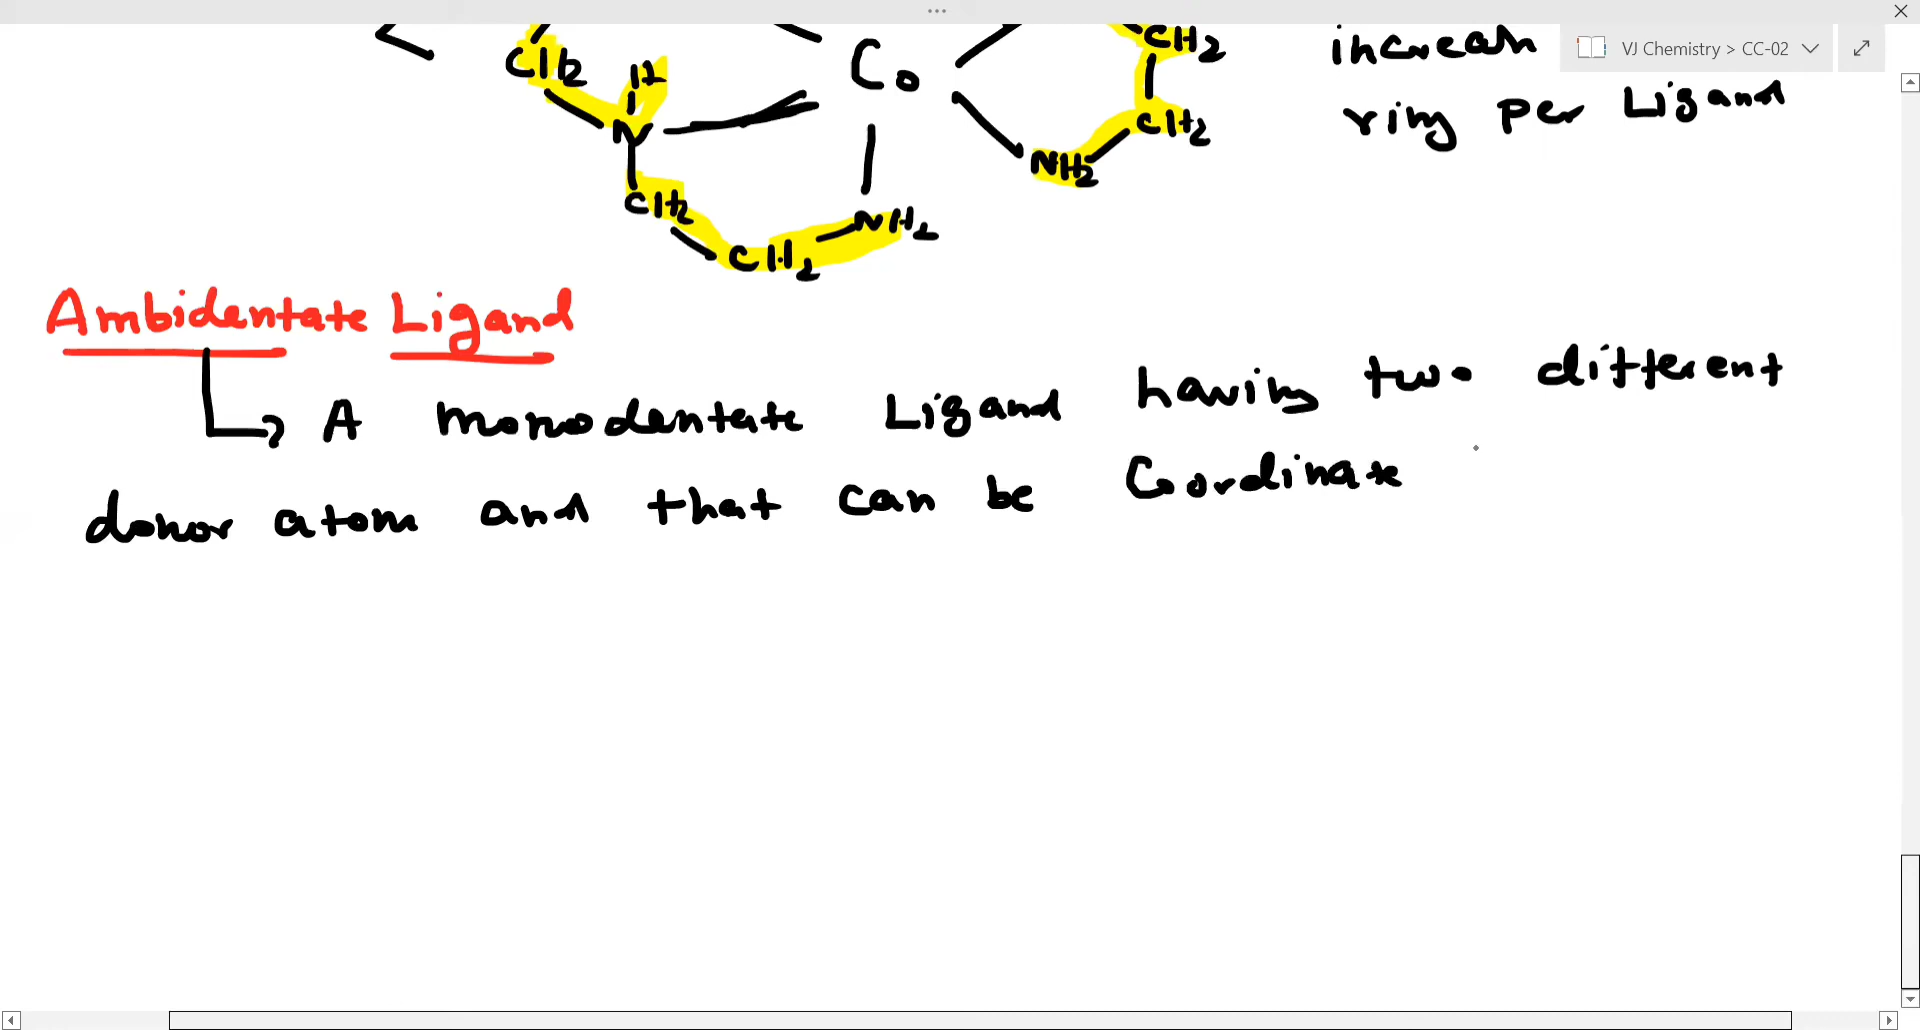 VJ Chemistry > CC-02
increase
ring per Ligand
CH2 H Co CH2
N CH2
NH2
CH2 NH2
CH2
Ambidentate Ligand
A monodentate Ligand having two different
donor atom and that can be Coordinate